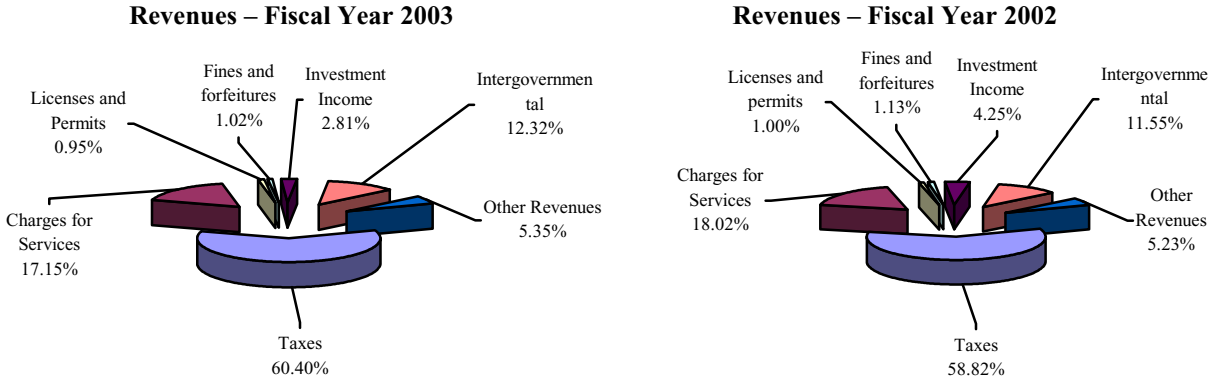 Revenues – Fiscal Year 2003
Licenses and
Permits
0.95%
Fines and
forfeitures
1.02%
Investment
Income
2.81%
Intergovernmen
tal
12.32%
Charges for
Services
17.15%
Other Revenues
5.35%
Taxes
60.40%
Revenues – Fiscal Year 2002
Licenses and
permits
1.00%
Fines and
forfeitures
1.13%
Investment
Income
4.25%
Intergovernme
ntal
11.55%
Charges for
Services
18.02%
Other
Revenues
5.23%
Taxes
58.82%